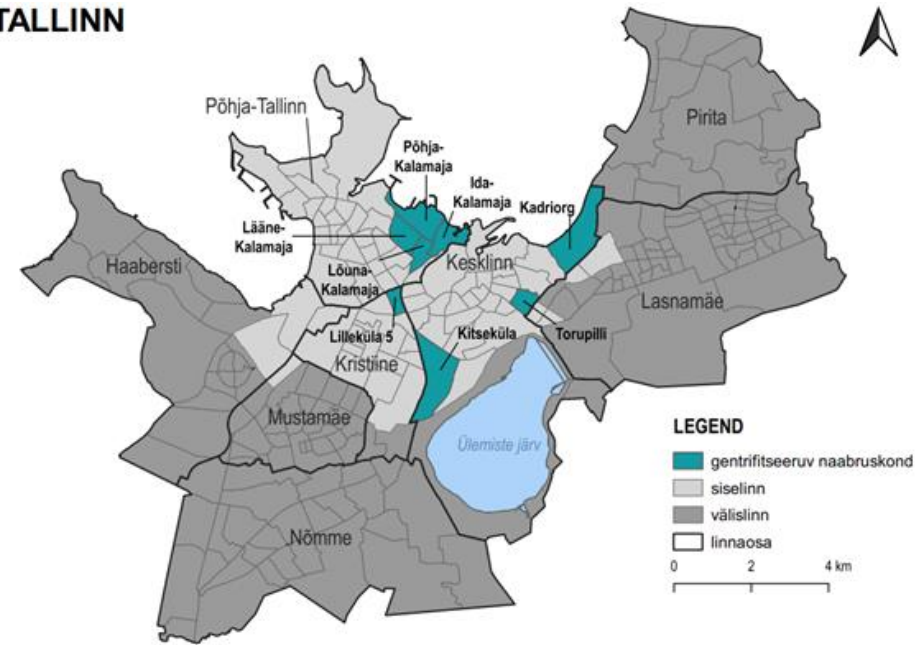 TALLINN
Põhja-Tallinn
Põhja-
Kalamaja
Ida-
Kalamaja
Kadriorg
Pirita
Lääne-
Kalamaja
Kesklinn
Haabersti
Lõuna-
Kalamaja
Lasnamäe
Lilleküla 5
Kitseküla
Torupilli
Kristiine
Mustamäe
Ülemiste järv
Nõmme
LEGEND
gentrifitseeruv naabruskond
siselinn
välislinn
linnaosa
0 2 4 km